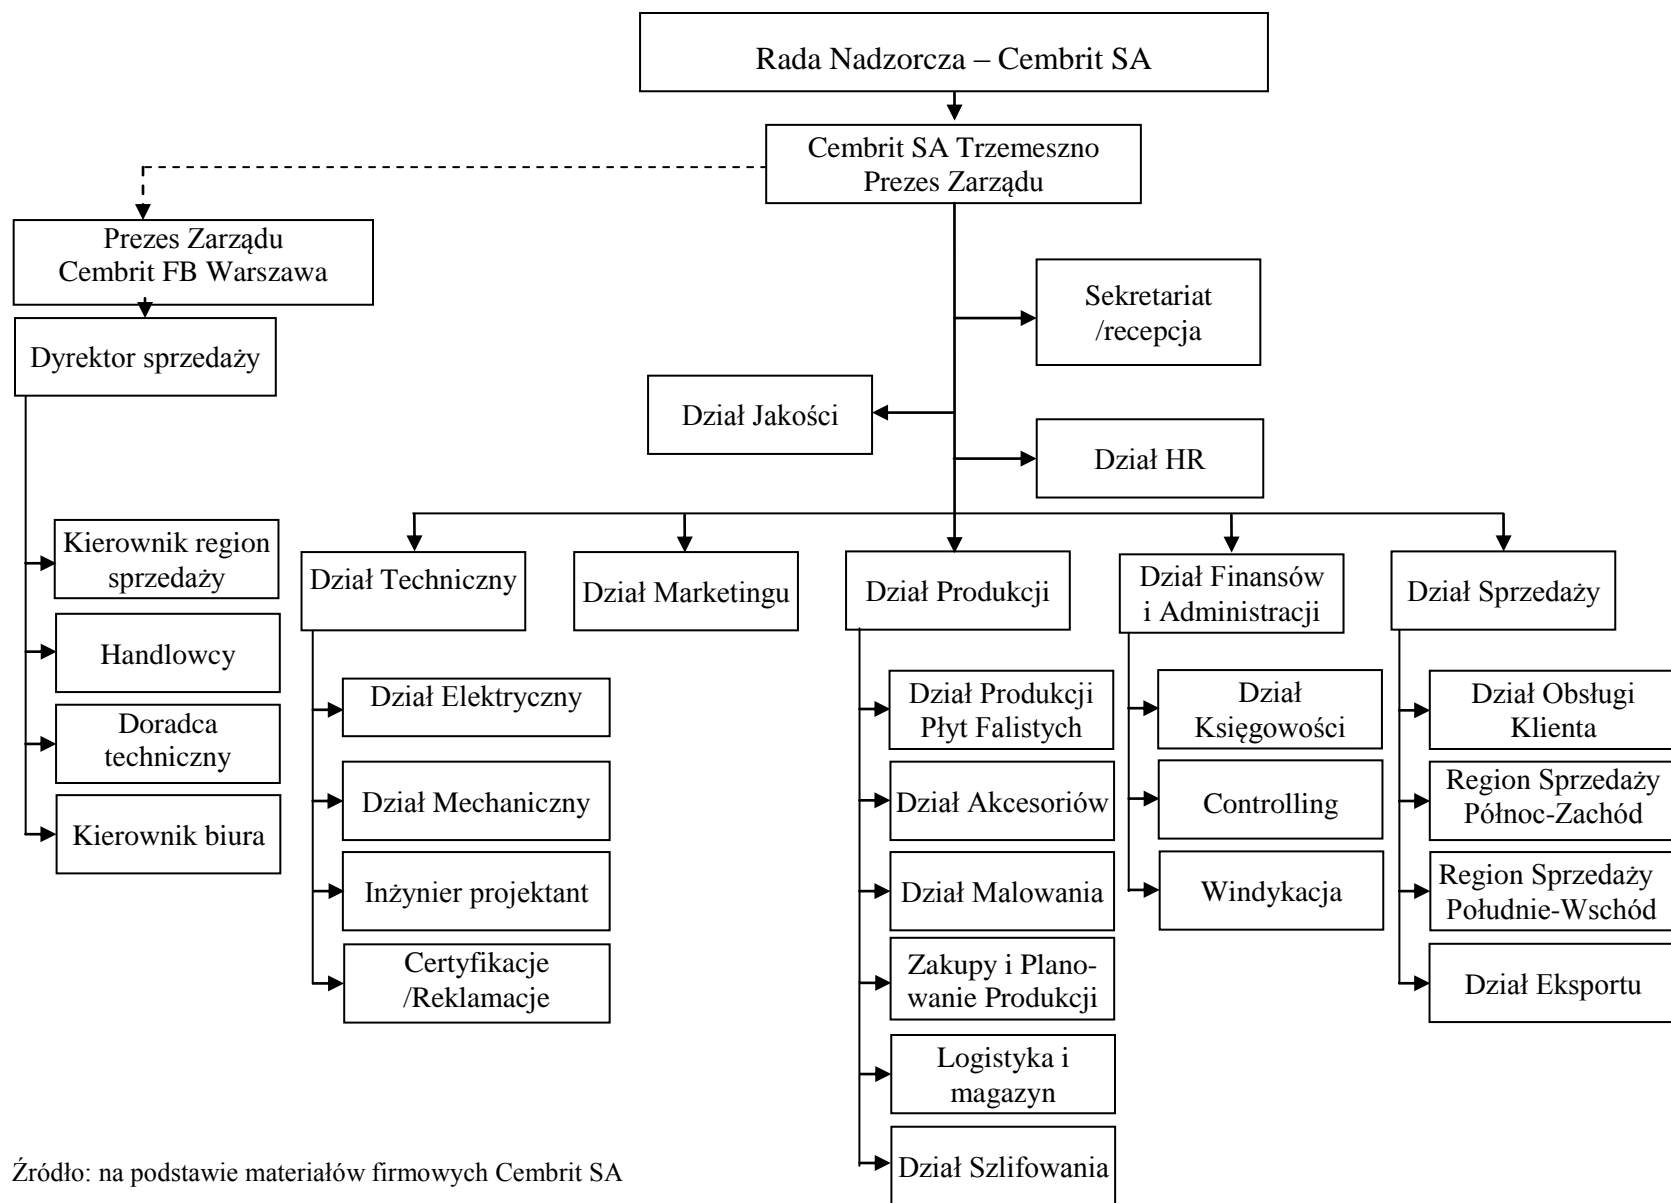 Rada Nadzorcza – Cembrit SA
Cembrit SA Trzemeszno
Prezes Zarządu
Prezes Zarządu
Cembrit FB Warszawa
Dyrektor sprzedaży
Sekretariat
/recepcja
Dział Jakości
Dział HR
Kierownik region
sprzedaży
Handlowcy
Doradca
techniczny
Kierownik biura
Dział Techniczny
Dział Elektryczny
Dział Mechaniczny
Inżynier projektant
Certyfikacje
/Reklamacje
Dział Marketingu
Dział Produkcji
Dział Produkcji
Płyt Falistych
Dział Akcesoriów
Dział Malowania
Zakupy i Plano-
wanie Produkcji
Logistyka i
magazyn
Dział Szlifowania
Dział Finansów
i Administracji
Dział
Księgowości
Controlling
Windykacja
Dział Sprzedaży
Dział Obsługi
Klienta
Region Sprzedaży
Północ-Zachód
Region Sprzedaży
Południe-Wschód
Dział Eksportu
Źródło: na podstawie materiałów firmowych Cembrit SA